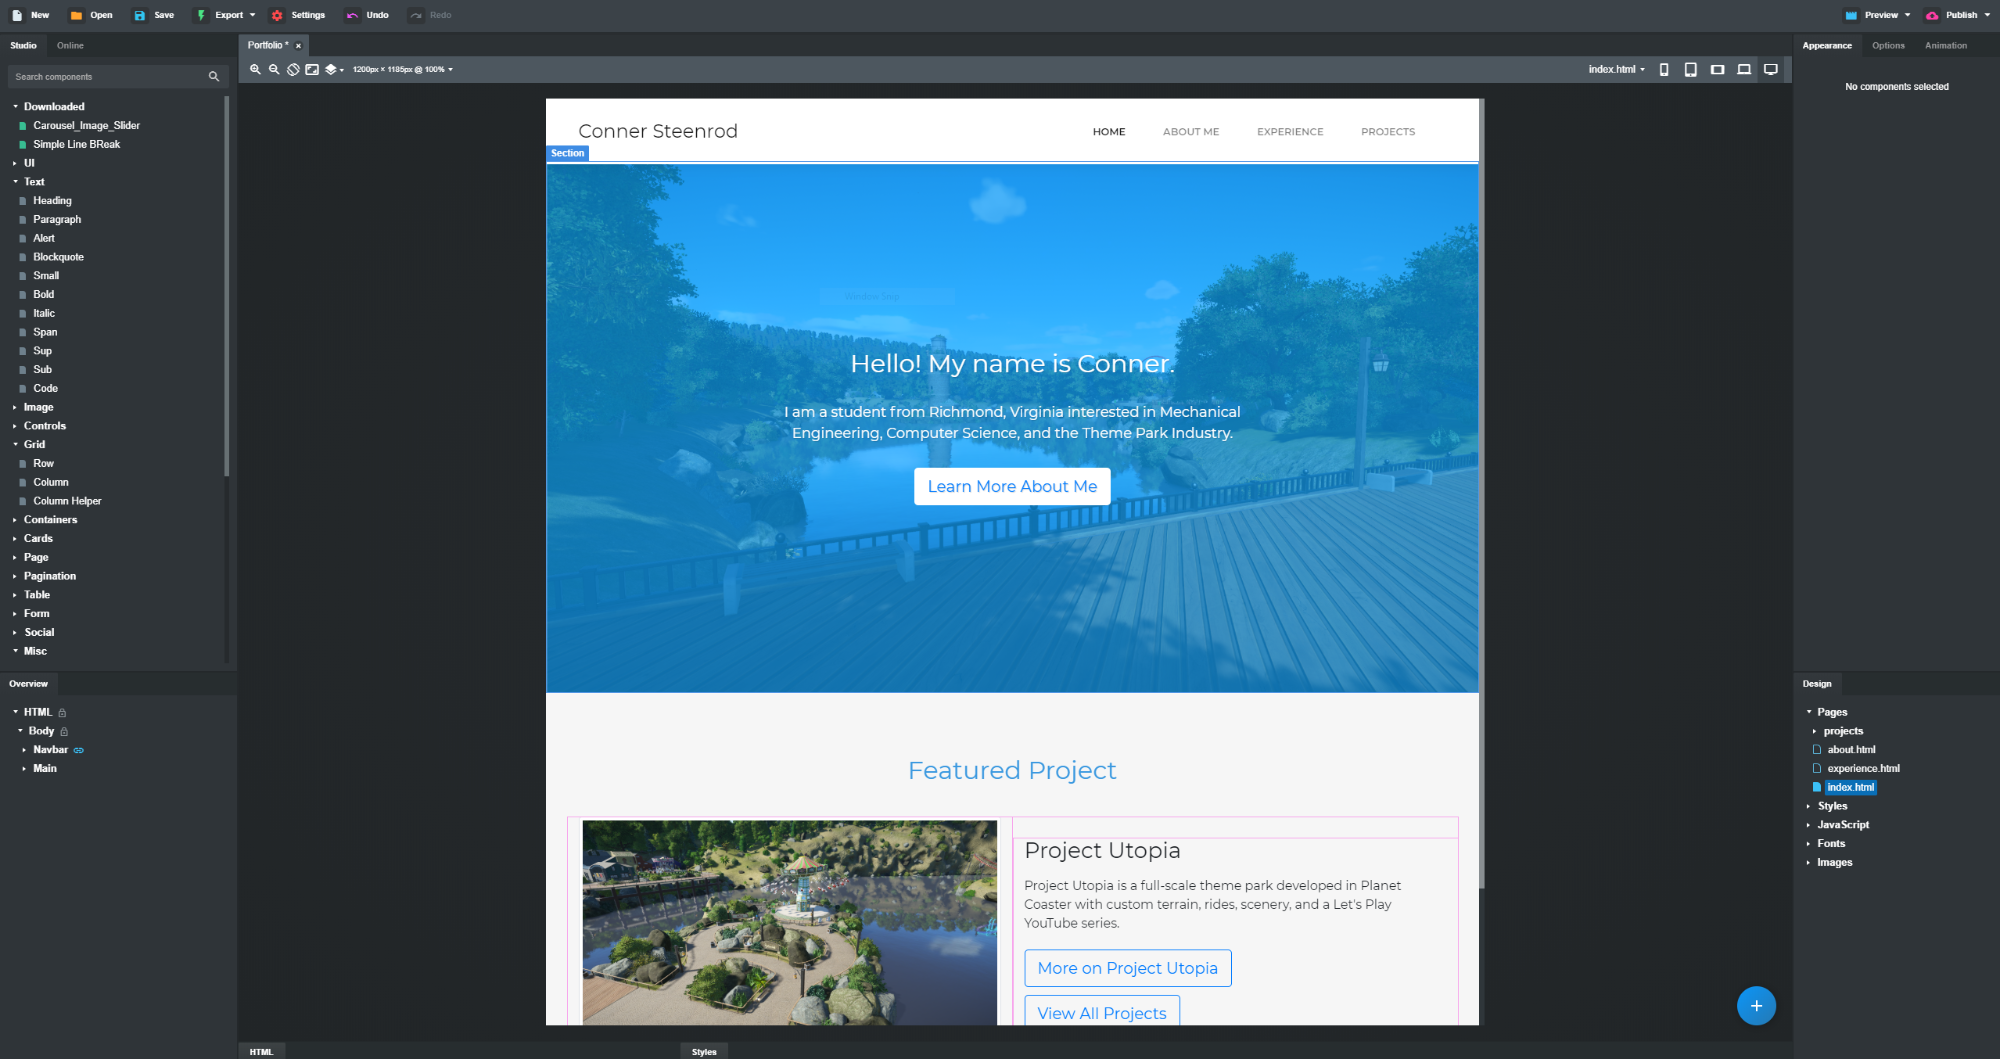 New Open Save Export Settings Undo Redo Preview Publish
Studio Online
Portfolio *
Appearance Options Animation
Search components
1200px × 1185px @ 100%
index.html
No components selected
Downloaded
Carousel_Image_Slider
Simple Line BReak
UI
Text
Heading
Paragraph
Alert
Blockquote
Small
Bold
Italic
Span
Sup
Sub
Code
Image
Controls
Grid
Row
Column
Column Helper
Containers
Cards
Page
Pagination
Table
Form
Social
Misc
Overview
HTML
Body
Navbar
Main
Conner Steenrod
HOME ABOUT ME EXPERIENCE PROJECTS
Section
Hello! My name is Conner.
I am a student from Richmond, Virginia interested in Mechanical
Engineering, Computer Science, and the Theme Park Industry.
Learn More About Me
Featured Project
Project Utopia
Project Utopia is a full-scale theme park developed in Planet
Coaster with custom terrain, rides, scenery, and a Let's Play
YouTube series.
More on Project Utopia
View All Projects
HTML
Styles
Design
Pages
projects
about.html
experience.html
index.html
Styles
JavaScript
Fonts
Images